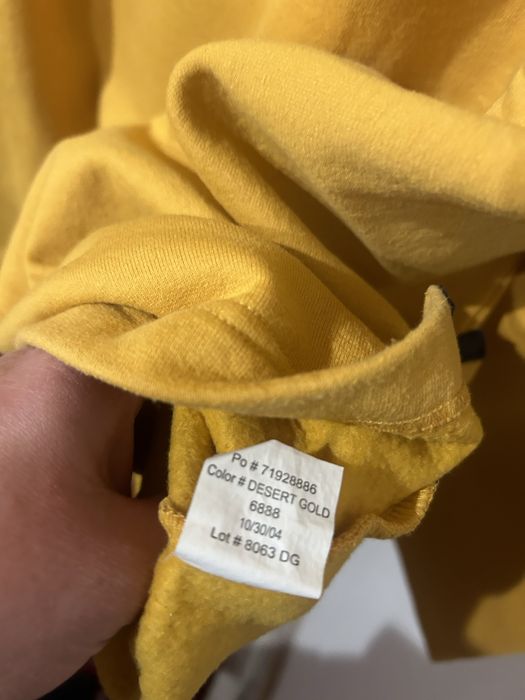 Po # 71928886
Color # DESERT GOLD
6888
10/30/04
Lot # 8063 DG